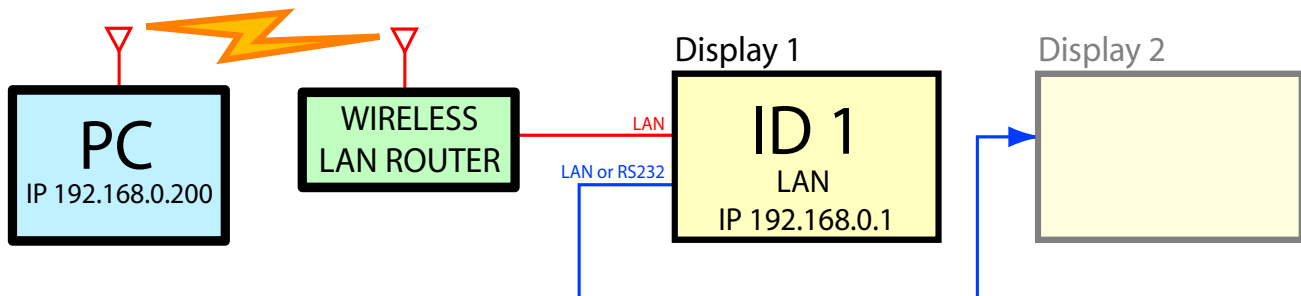 Display 1
Display 2
PC
IP 192.168.0.200
WIRELESS
LAN ROUTER
LAN
LAN or RS232
ID 1
LAN
IP 192.168.0.1